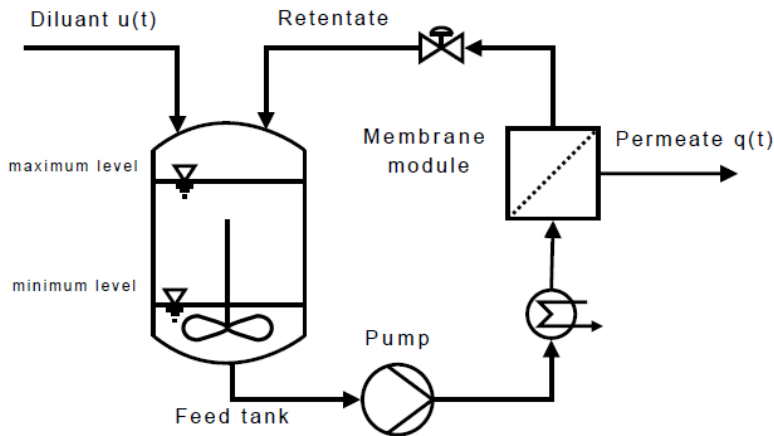 Diluant u(t)
Retentate
Membrane
module
Permeate q(t)
maximum level
minimum level
Pump
Feed tank